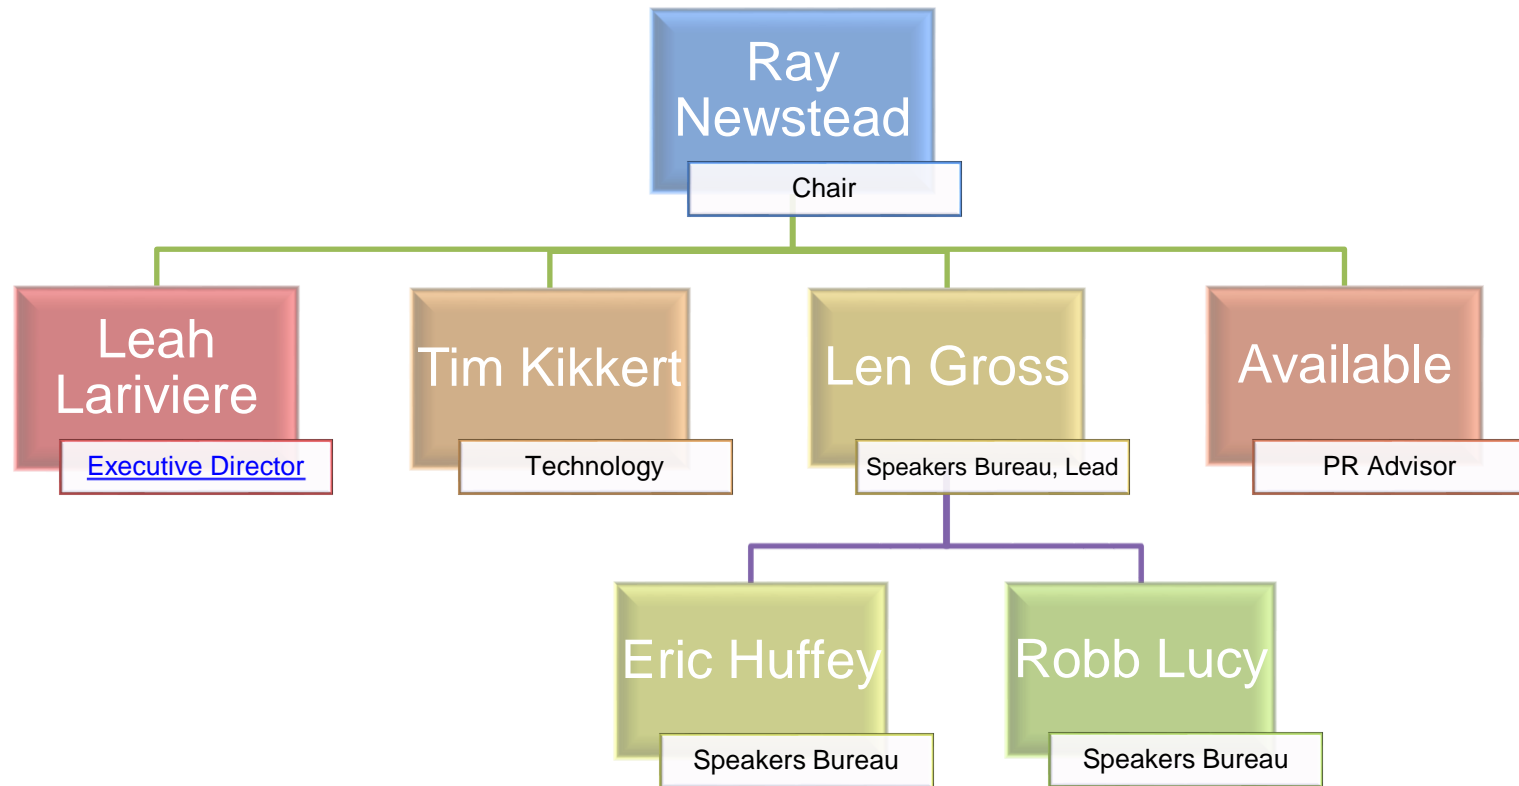 Ray
Newstead
Chair
Leah
Lariviere
Executive Director
Tim Kikkert
Technology
Len Gross
Speakers Bureau, Lead
Available
PR Advisor
Eric Huffey
Speakers Bureau
Robb Lucy
Speakers Bureau